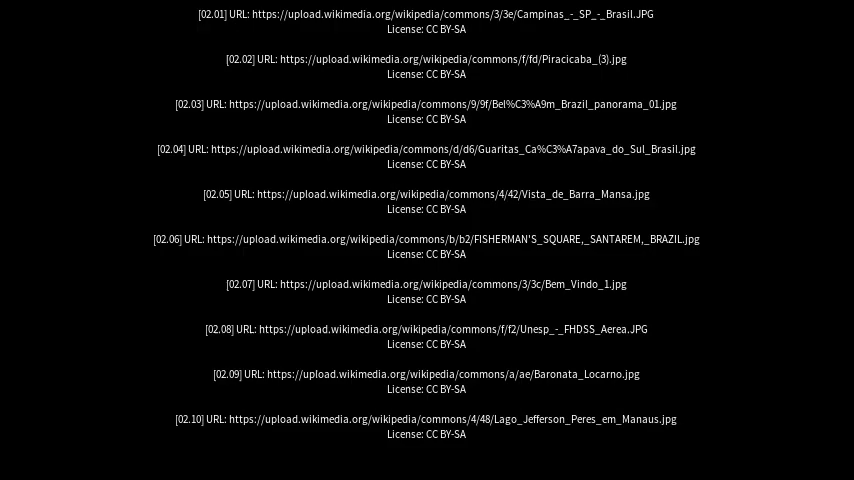 [02.01] URL: https://upload.wikimedia.org/wikipedia/commons/3/3e/Campinas_-_SP_-_Brasil.JPG
License: CC BY-SA
[02.02] URL: https://upload.wikimedia.org/wikipedia/commons/f/fd/Piracicaba_(3).jpg
License: CC BY-SA
[02.03] URL: https://upload.wikimedia.org/wikipedia/commons/9/9f/Bel%C3%A9m_Brazil_panorama_01.jpg
License: CC BY-SA
[02.04] URL: https://upload.wikimedia.org/wikipedia/commons/d/d6/Guaritas_Ca%C3%A7apava_do_Sul_Brasil.jpg
License: CC BY-SA
[02.05] URL: https://upload.wikimedia.org/wikipedia/commons/4/42/Vista_de_Barra_Mansa.jpg
License: CC BY-SA
[02.06] URL: https://upload.wikimedia.org/wikipedia/commons/b/b2/FISHERMAN'S_SQUARE,_SANTAREM,_BRAZIL.jpg
License: CC BY-SA
[02.07] URL: https://upload.wikimedia.org/wikipedia/commons/3/3c/Bem_Vindo_1.jpg
License: CC BY-SA
[02.08] URL: https://upload.wikimedia.org/wikipedia/commons/f/f2/Unesp_-_FHDSS_Aerea.JPG
License: CC BY-SA
[02.09] URL: https://upload.wikimedia.org/wikipedia/commons/a/ae/Baronata_Locarno.jpg
License: CC BY-SA
[02.10] URL: https://upload.wikimedia.org/wikipedia/commons/4/48/Lago_Jefferson_Peres_em_Manaus.jpg
License: CC BY-SA